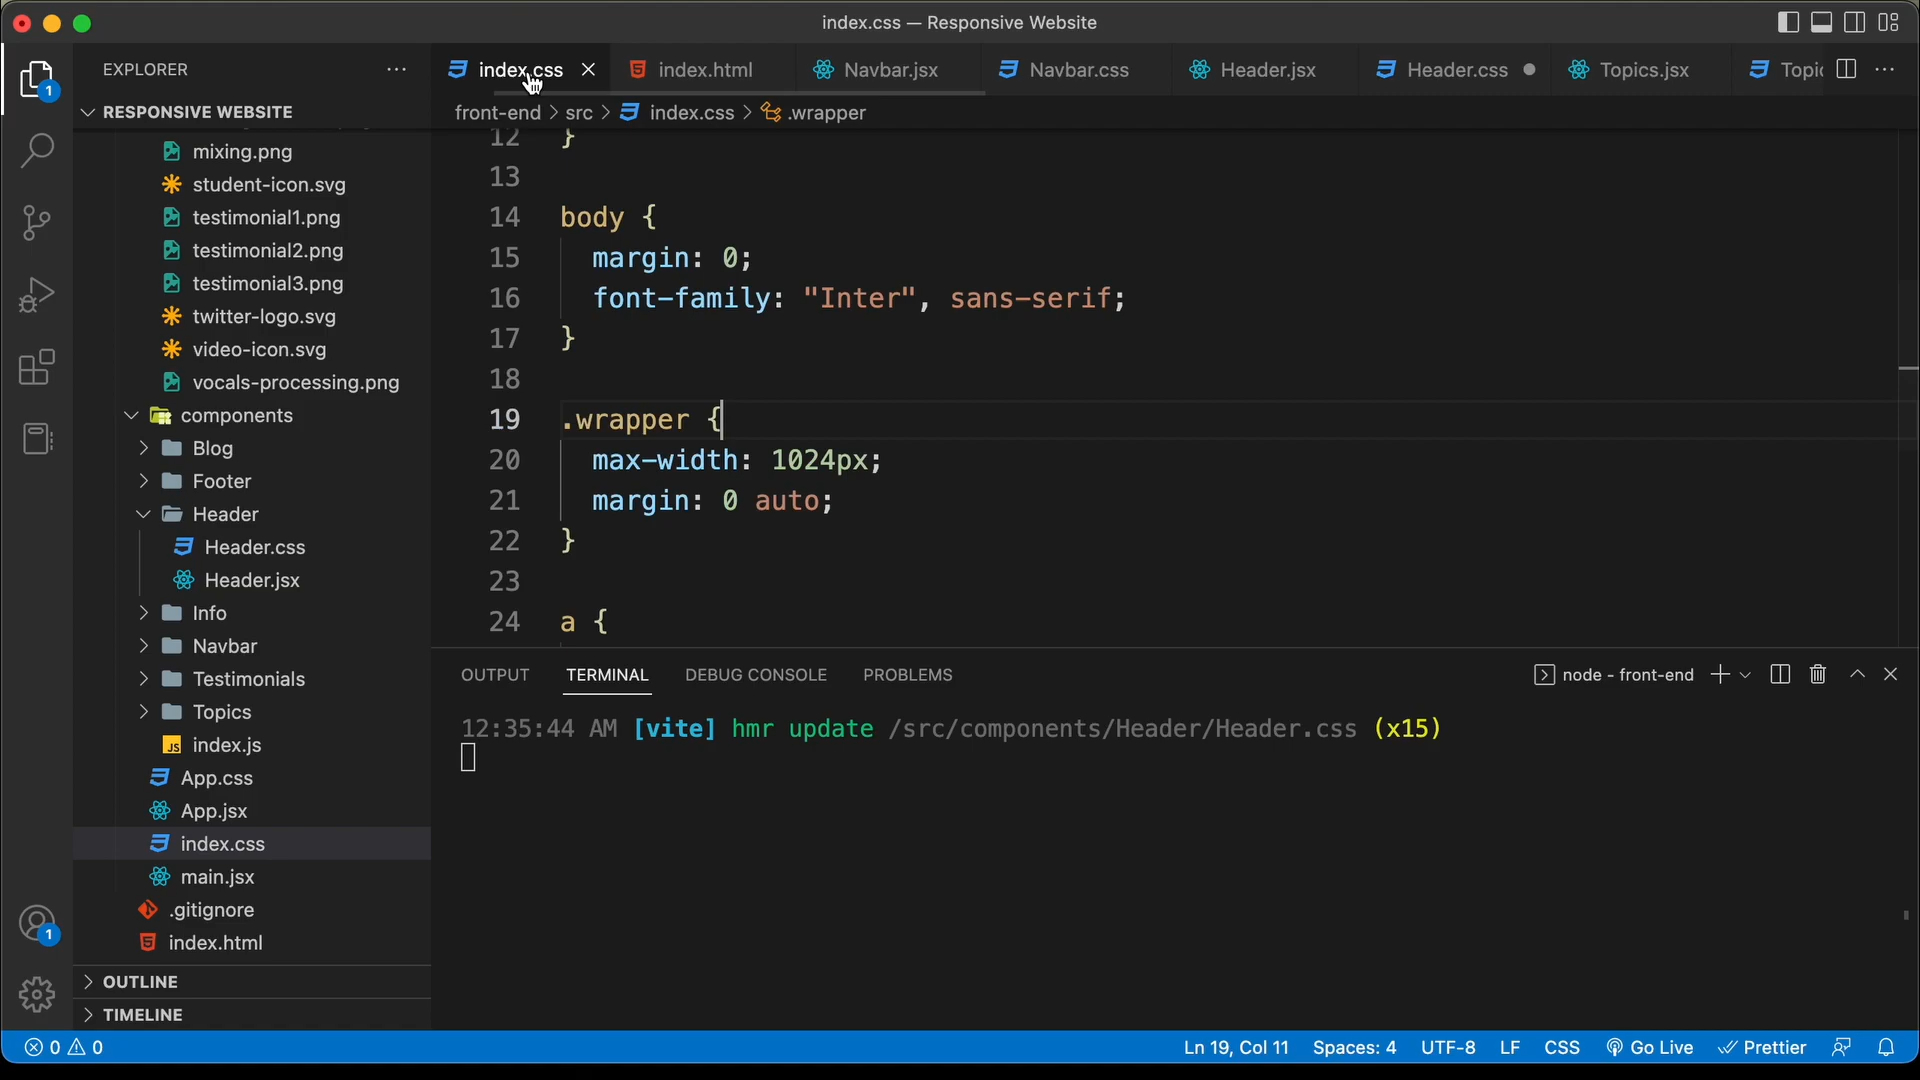 index.css — Responsive Website
1
EXPLORER
RESPONSIVE WEBSITE
mixing.png
student-icon.svg
testimonial1.png
testimonial2.png
testimonial3.png
twitter-logo.svg
video-icon.svg
vocals-processing.png
components
Blog
Footer
Header
Header.css
Header.jsx
Info
Navbar
Testimonials
Topics
JS index.js
App.css
App.jsx
index.css
main.jsx
.gitignore
index.html
OUTLINE
TIMELINE
1
index.css
index.html
Navbar.jsx
Navbar.css
Header.jsx
Header.css
Topics.jsx
Topic
front-end > src > index.css > .wrapper
12 }
13
14 body {
15 margin: 0;
16 font-family: "Inter", sans-serif;
17 }
18
19 .wrapper {
20 max-width: 1024px;
21 margin: 0 auto;
22 }
23
24 a {
OUTPUT TERMINAL DEBUG CONSOLE PROBLEMS
node - front-end
12:35:44 AM [vite] hmr update /src/components/Header/Header.css (x15)
0 0
Ln 19, Col 11 Spaces: 4 UTF-8 LF CSS Go Live Prettier